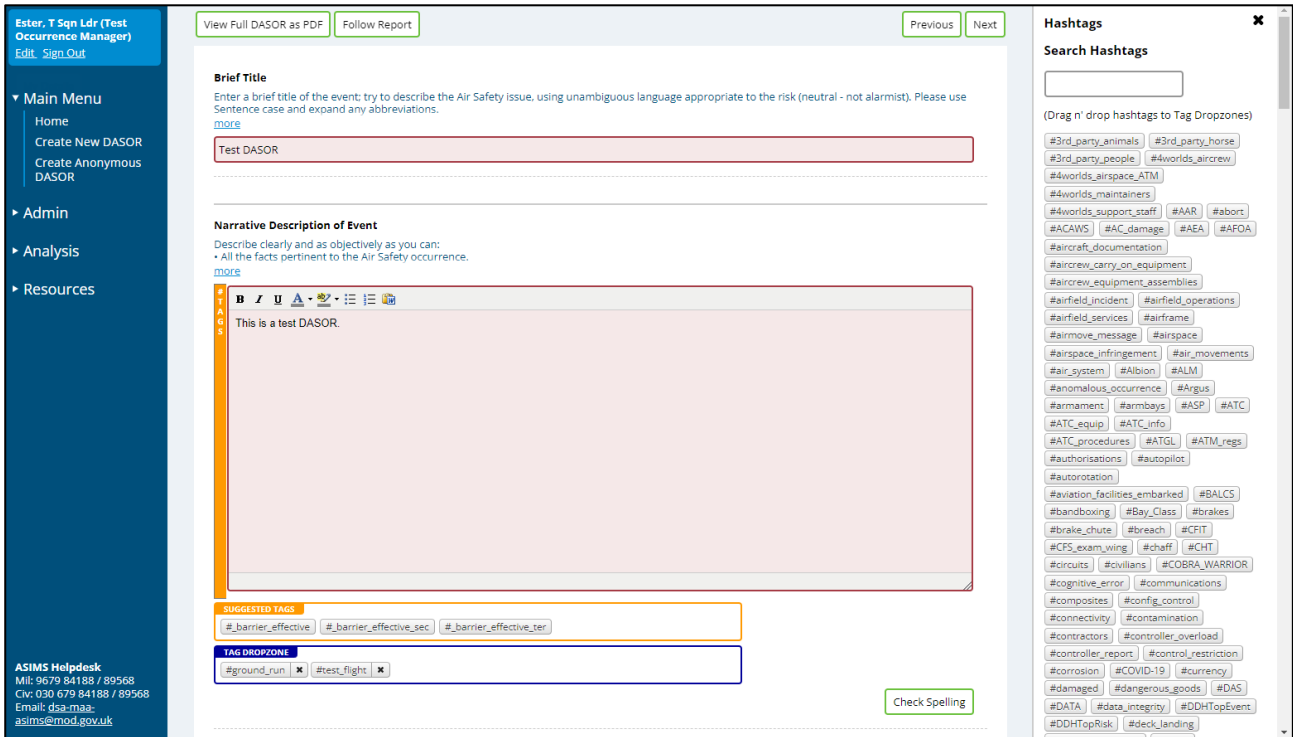 Ester, T Sqn Ldr (Test
Occurrence Manager)
Edit Sign Out
Main Menu
Home
Create New DASOR
Create Anonymous
DASOR
Admin
Analysis
Resources
ASIMS Helpdesk
Mil: 9679 84188 / 89568
Civ: 030 679 84188 / 89568
Email: dsa-maa-
asims@mod.gov.uk
View Full DASOR as PDF Follow Report Previous Next
Brief Title
Enter a brief title of the event; try to describe the Air Safety issue, using unambiguous language appropriate to the risk (neutral - not alarmist). Please use
Sentence case and expand any abbreviations.
more
Test DASOR
Narrative Description of Event
Describe clearly and as objectively as you can:
• All the facts pertinent to the Air Safety occurrence.
more
#TAGS
B I U A ab
This is a test DASOR.
SUGGESTED TAGS
#_barrier_effective #_barrier_effective_sec #_barrier_effective_ter
TAG DROPZONE
#ground_run × #test_flight ×
Check Spelling
Hashtags ×
Search Hashtags
(Drag n' drop hashtags to Tag Dropzones)
#3rd_party_animals #3rd_party_horse
#3rd_party_people #4worlds_aircrew
#4worlds_airspace_ATM
#4worlds_maintainers
#4worlds_support_staff #AAR #abort
#ACAWS #AC_damage #AEA #AFOA
#aircraft_documentation
#aircrew_carry_on_equipment
#aircrew_equipment_assemblies
#airfield_incident #airfield_operations
#airfield_services #airframe
#airmove_message #airspace
#airspace_infringement #air_movements
#air_system #Albion #ALM
#anomalous_occurrence #Argus
#armament #armbays #ASP #ATC
#ATC_equip #ATC_info
#ATC_procedures #ATGL #ATM_regs
#authorisations #autopilot
#autorotation
#aviation_facilities_embarked #BALCS
#bandboxing #Bay_Class #brakes
#brake_chute #breach #CFIT
#CFS_exam_wing #chaff #CHT
#circuits #civilians #COBRA_WARRIOR
#cognitive_error #communications
#composites #config_control
#connectivity #contamination
#contractors #controller_overload
#controller_report #control_restriction
#corrosion #COVID-19 #currency
#damaged #dangerous_goods #DAS
#DATA #data_integrity #DDHTopEvent
#DDHTopRisk #deck_landing